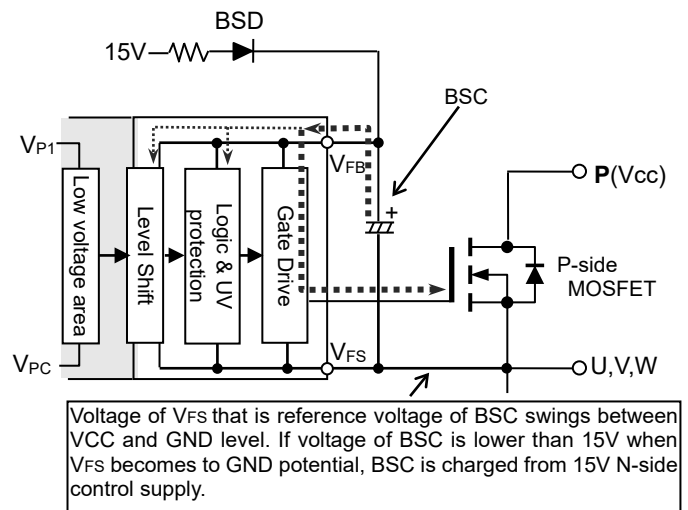 BSD
15V
BSC
VP1
VFB
+
P(Vcc)
Low voltage area
Level Shift
Logic & UV
protection
Gate Drive
P-side
MOSFET
VPC
VFS
U,V,W
Voltage of VFS that is reference voltage of BSC swings between
VCC and GND level. If voltage of BSC is lower than 15V when
VFS becomes to GND potential, BSC is charged from 15V N-side
control supply.